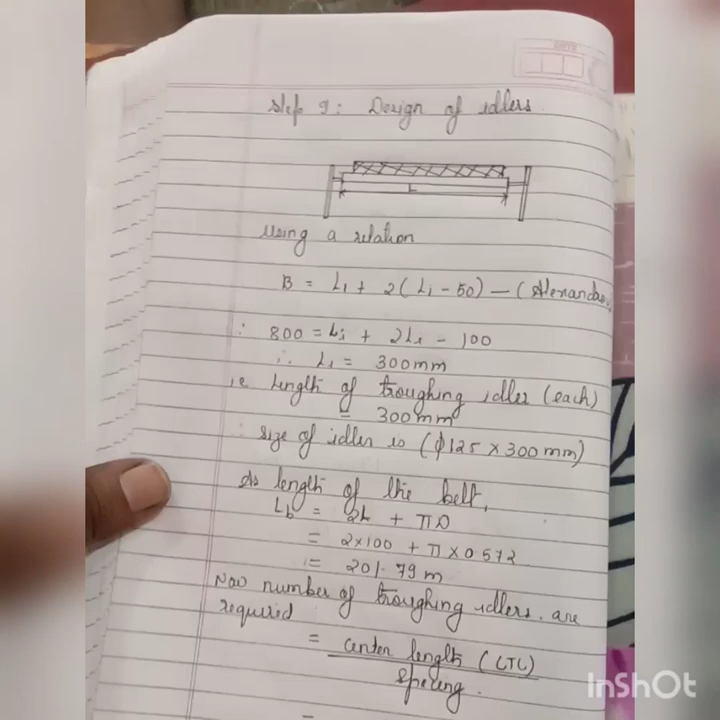 DATE
Step 9: Design of idlers.
L
Using a relation
B = L₁ + 2(L₁ - 50) — (Alexandrov
∴ 800 = L₁ + 2L₁ - 100
∴ L₁ = 300mm
i.e. length of troughing idler (each)
= 300mm
∴ size of idler is (ϕ125 × 300 mm)
As length of the belt,
L_b = 2L + πD
= 2×100 + π × 0.572
= 201.79 m
Now number of troughing idlers are
required
= center length (CTC)
spacing.
=
InShOt